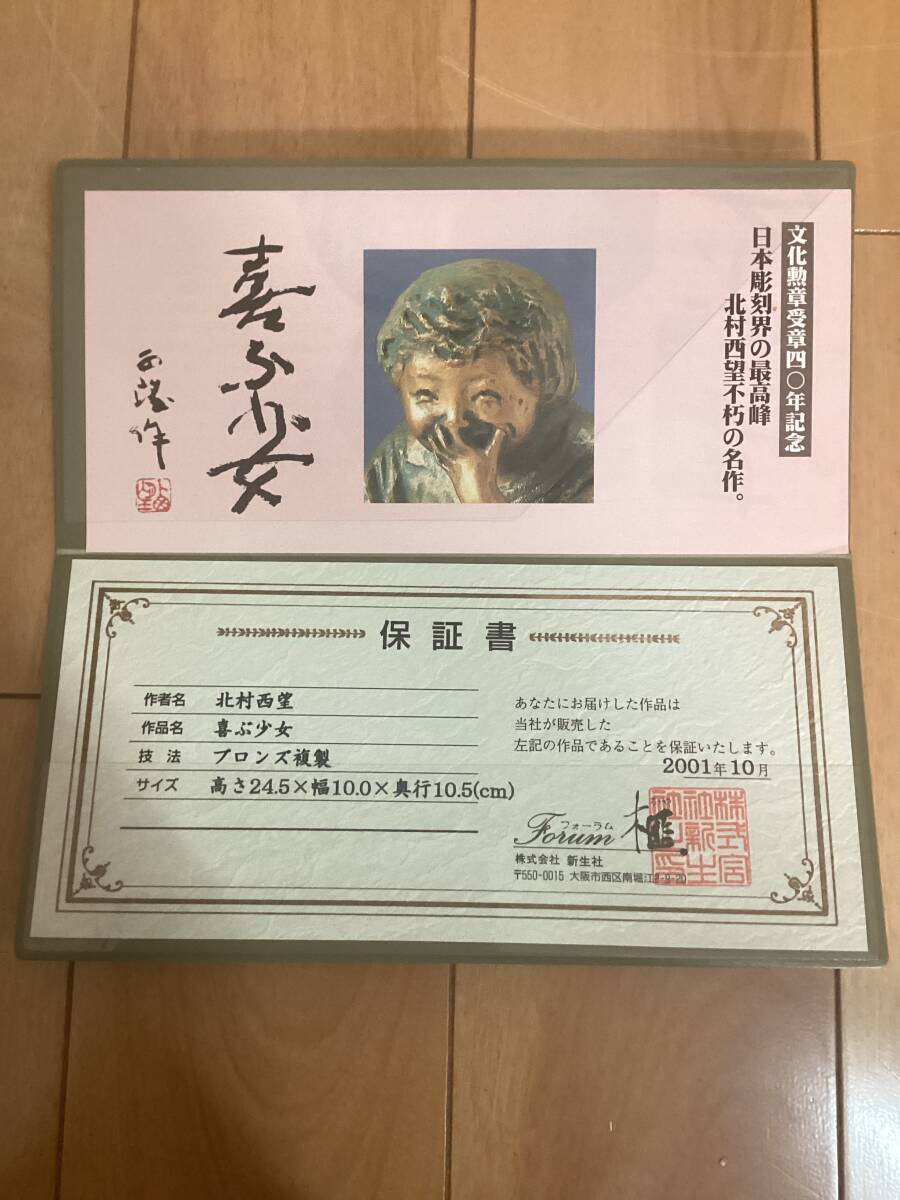 文化勲章受章四〇年記念
日本彫刻界の最高峰
北村西望不朽の名作。
喜ぶ少女
西望作
西望
保証書
作者名 北村西望
作品名 喜ぶ少女
技法 ブロンズ複製
サイズ 高さ24.5×幅10.0×奥行10.5(cm)
あなたにお届けした作品は
当社が販売した
左記の作品であることを保証いたします。
2001年10月
フォーラム
Forum
株式会社 新生社
〒550-0015 大阪市西区南堀江